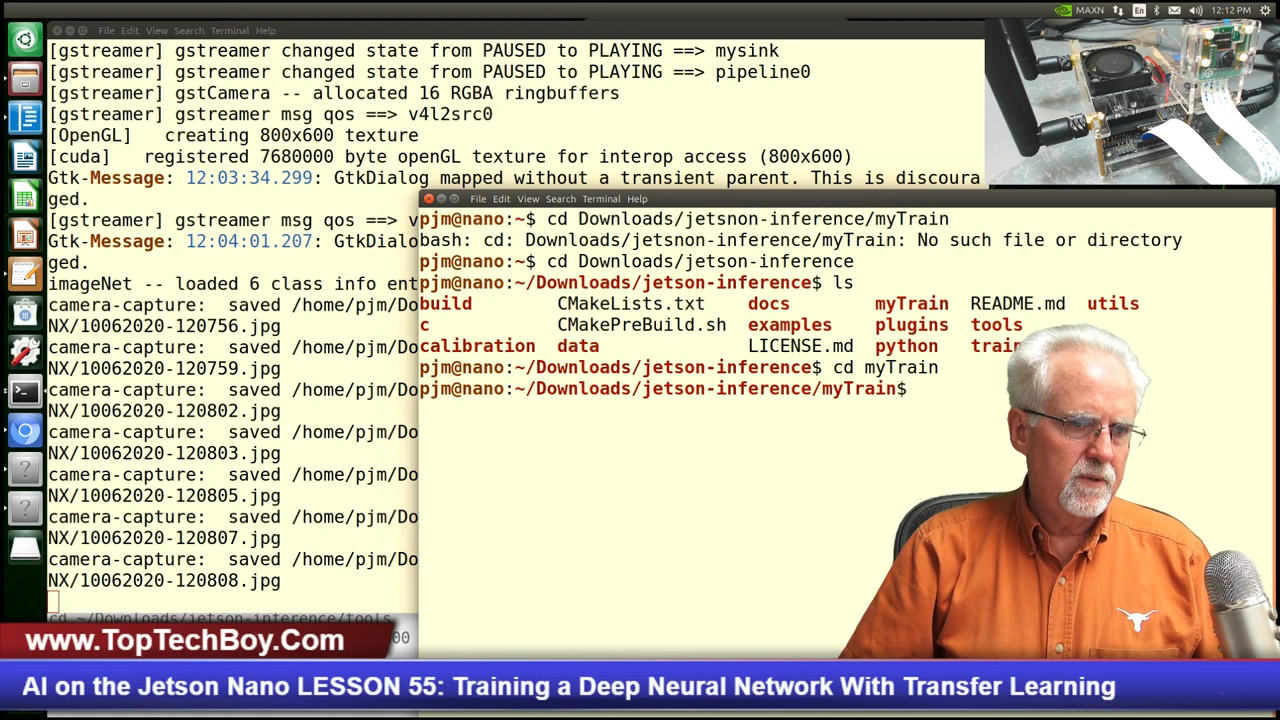 MAXN En 12:12 PM
File Edit View Search Terminal Help
[gstreamer] gstreamer changed state from PAUSED to PLAYING ==> mysink
[gstreamer] gstreamer changed state from PAUSED to PLAYING ==> pipeline0
[gstreamer] gstCamera -- allocated 16 RGBA ringbuffers
[gstreamer] gstreamer msg qos ==> v4l2src0
[OpenGL] creating 800x600 texture
[cuda] registered 7680000 byte openGL texture for interop access (800x600)
Gtk-Message: 12:03:34.299: GtkDialog mapped without a transient parent. This is discoura
ged.
[gstreamer] gstreamer msg qos ==> v
Gtk-Message: 12:04:01.207: GtkDialo
ged.
imageNet -- loaded 6 class info ent
camera-capture: saved /home/pjm/Do
NX/10062020-120756.jpg
camera-capture: saved /home/pjm/Do
NX/10062020-120759.jpg
camera-capture: saved /home/pjm/Do
NX/10062020-120802.jpg
camera-capture: saved /home/pjm/Do
NX/10062020-120803.jpg
camera-capture: saved /home/pjm/Do
NX/10062020-120805.jpg
camera-capture: saved /home/pjm/Do
NX/10062020-120807.jpg
camera-capture: saved /home/pjm/Do
NX/10062020-120808.jpg
cd ~/Downloads/jetson-inference/tools
00
File Edit View Search Terminal Help
pjm@nano:~$ cd Downloads/jetsnon-inference/myTrain
bash: cd: Downloads/jetsnon-inference/myTrain: No such file or directory
pjm@nano:~$ cd Downloads/jetson-inference
pjm@nano:~/Downloads/jetson-inference$ ls
build CMakeLists.txt docs myTrain README.md utils
c CMakePreBuild.sh examples plugins tools
calibration data LICENSE.md python train
pjm@nano:~/Downloads/jetson-inference$ cd myTrain
pjm@nano:~/Downloads/jetson-inference/myTrain$
www.TopTechBoy.Com
AI on the Jetson Nano LESSON 55: Training a Deep Neural Network With Transfer Learning